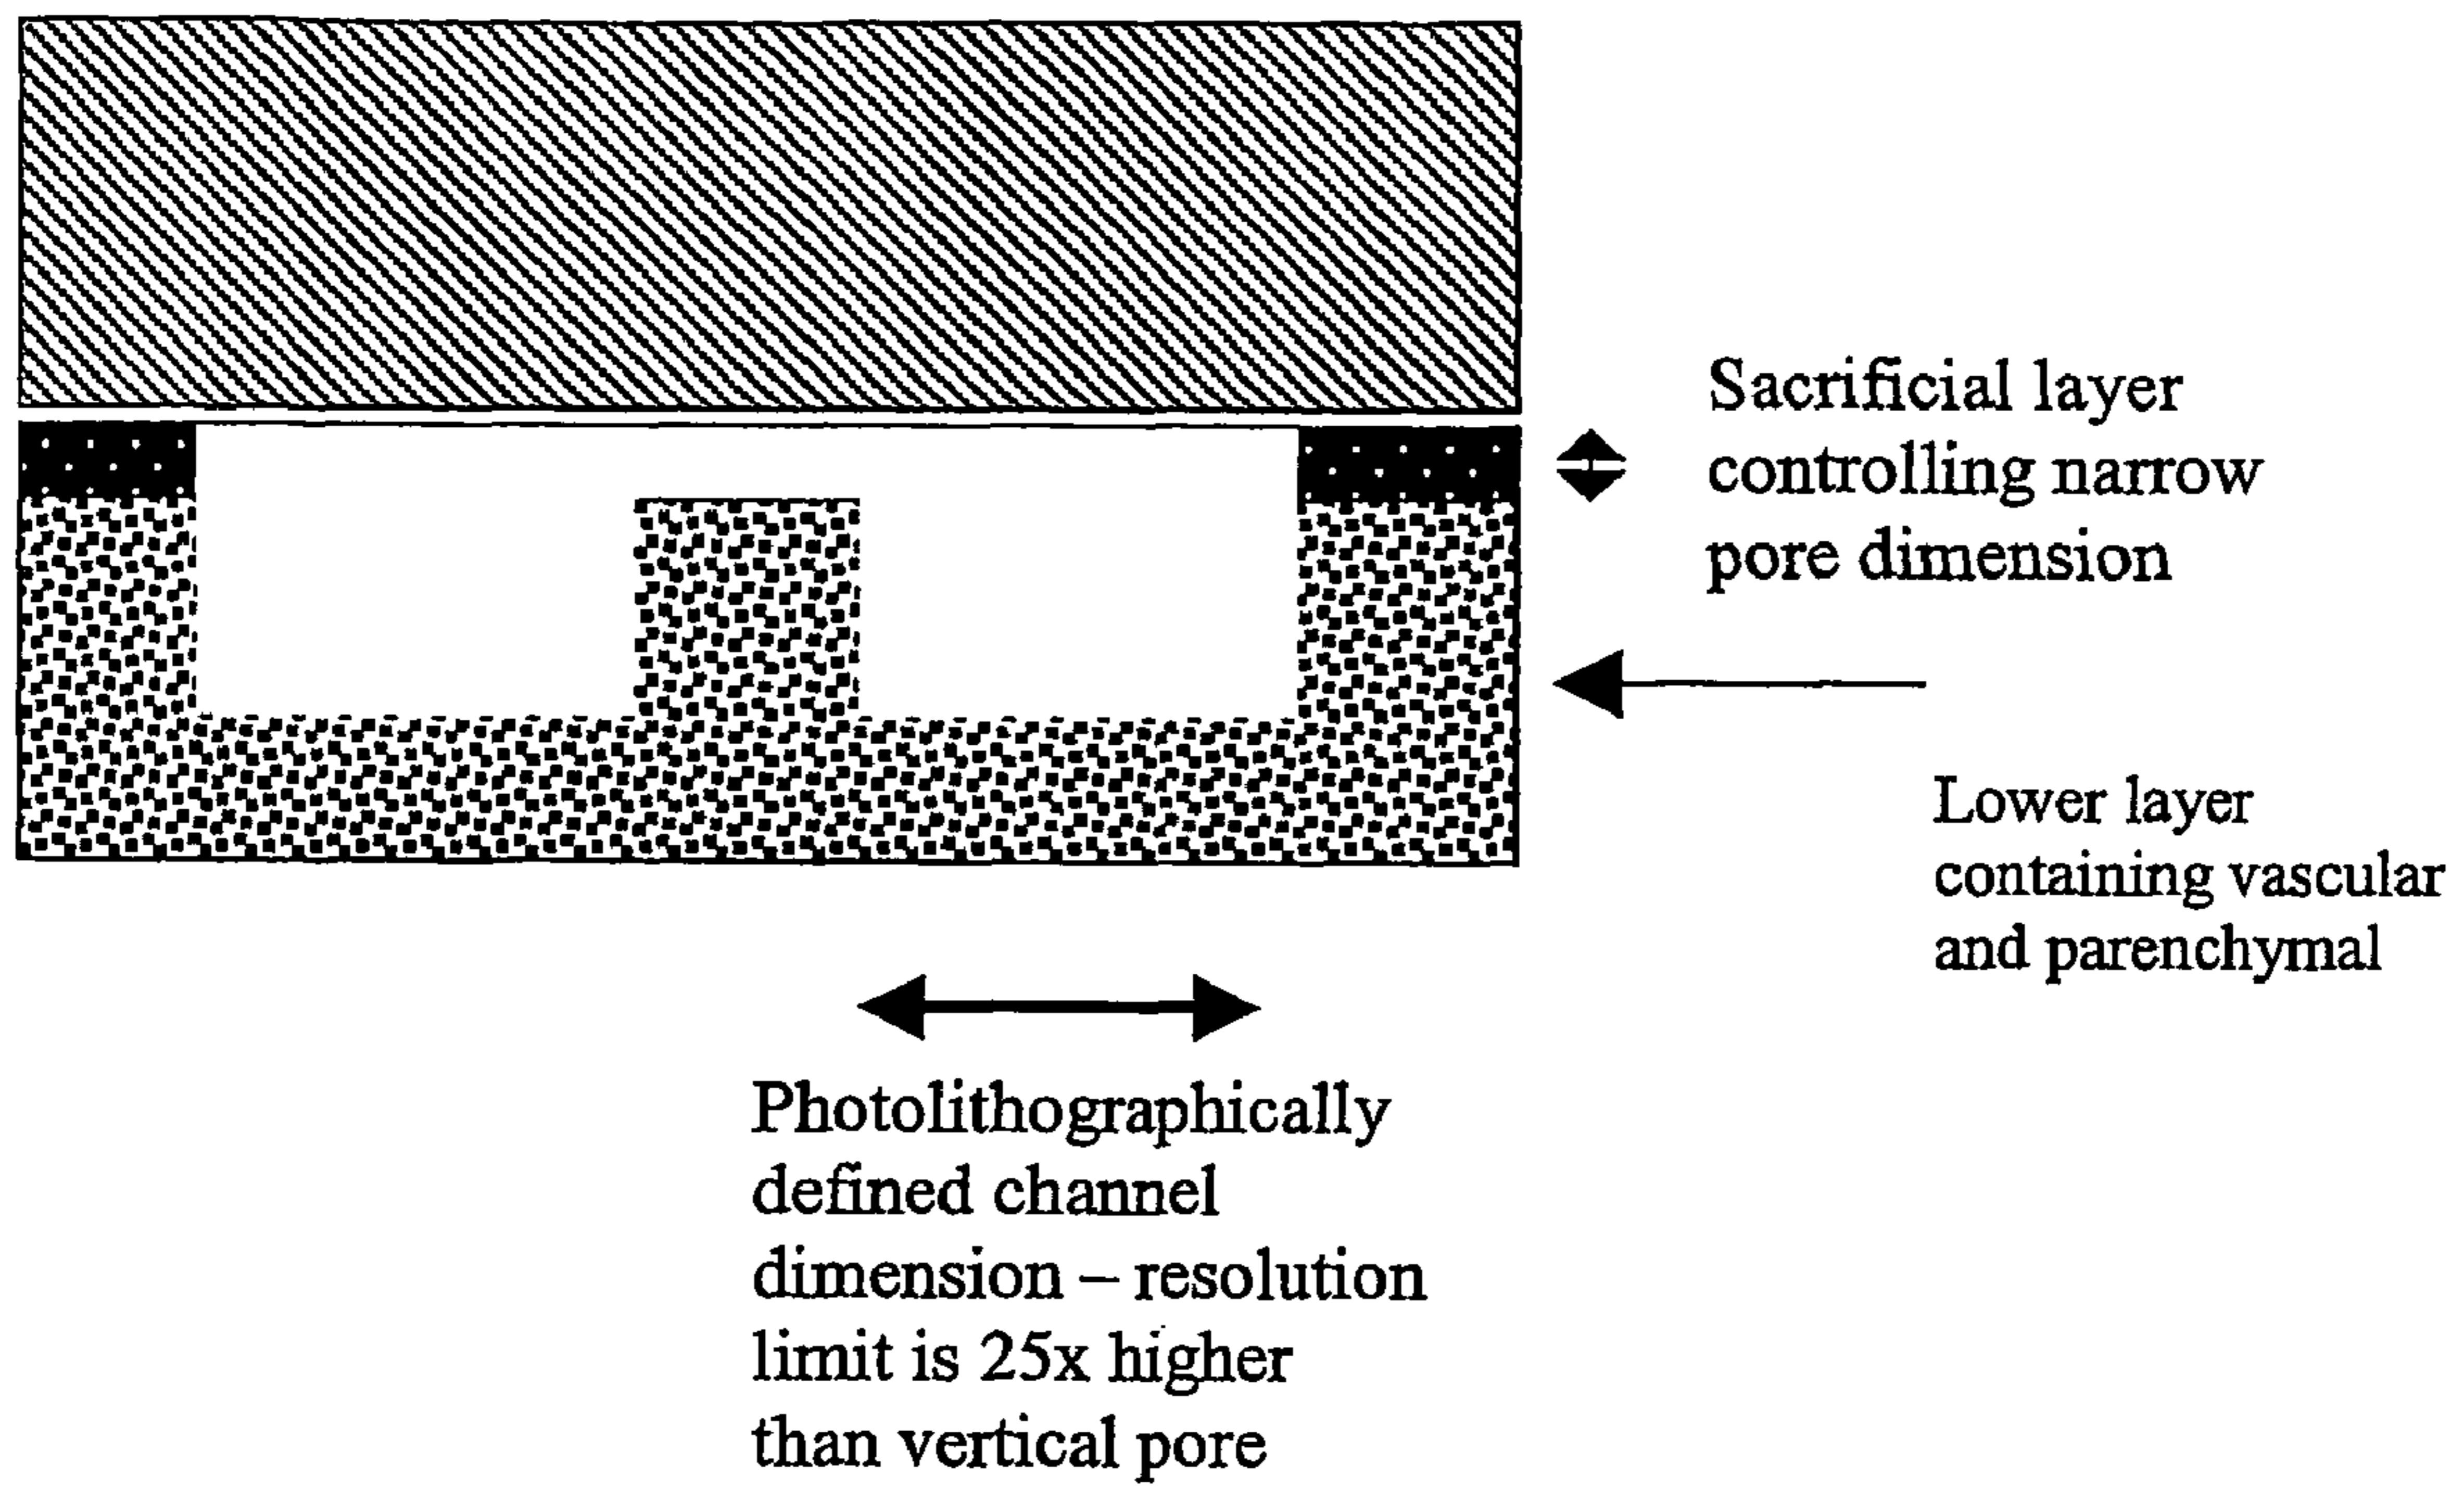 Sacrificial layer
controlling narrow
pore dimension
Lower layer
containing vascular
and parenchymal
Photolithographically
defined channel
dimension – resolution
limit is 25x higher
than vertical pore